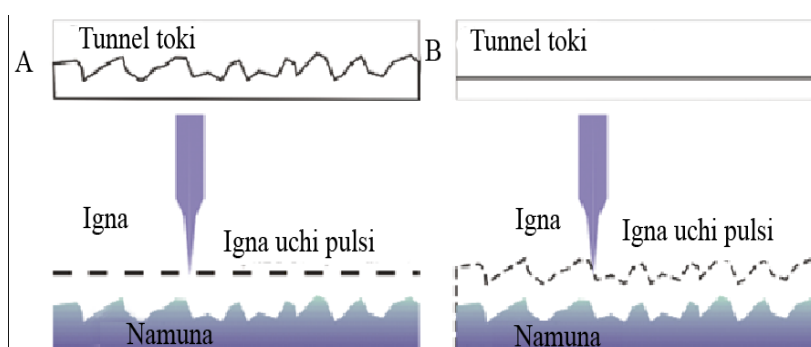 A
Tunnel toki
Igna
Igna uchi pulsi
Namuna
B
Tunnel toki
Igna
Igna uchi pulsi
Namuna